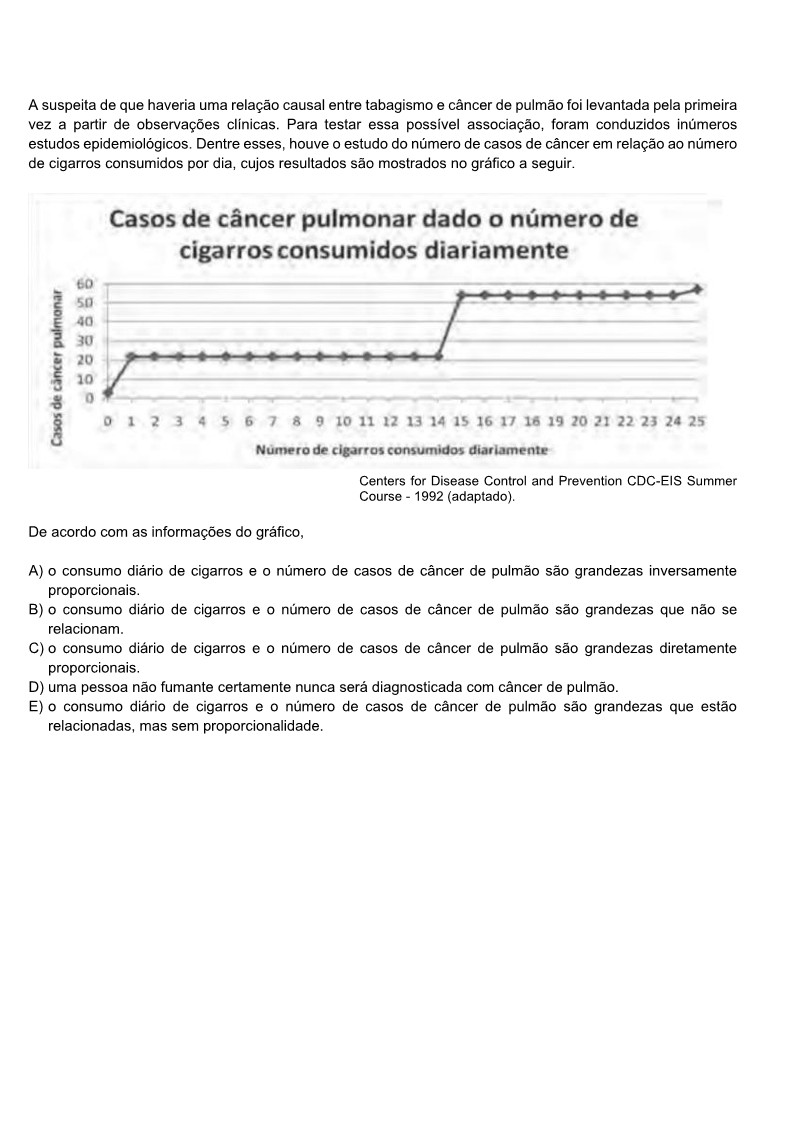 A suspeita de que haveria uma relação causal entre tabagismo e câncer de pulmão foi levantada pela primeira
vez a partir de observações clínicas. Para testar essa possível associação, foram conduzidos inúmeros
estudos epidemiológicos. Dentre esses, houve o estudo do número de casos de câncer em relação ao número
de cigarros consumidos por dia, cujos resultados são mostrados no gráfico a seguir.
Casos de câncer pulmonar dado o número de
cigarros consumidos diariamente
Casos de câncer pulmonar
60
50
40
30
20
10
0
0 1 2 3 4 5 6 7 8 9 10 11 12 13 14 15 16 17 18 19 20 21 22 23 24 25
Número de cigarros consumidos diariamente
Centers for Disease Control and Prevention CDC-EIS Summer
Course - 1992 (adaptado).
De acordo com as informações do gráfico,
A) o consumo diário de cigarros e o número de casos de câncer de pulmão são grandezas inversamente
proporcionais.
B) o consumo diário de cigarros e o número de casos de câncer de pulmão são grandezas que não se
relacionam.
C) o consumo diário de cigarros e o número de casos de câncer de pulmão são grandezas diretamente
proporcionais.
D) uma pessoa não fumante certamente nunca será diagnosticada com câncer de pulmão.
E) o consumo diário de cigarros e o número de casos de câncer de pulmão são grandezas que estão
relacionadas, mas sem proporcionalidade.